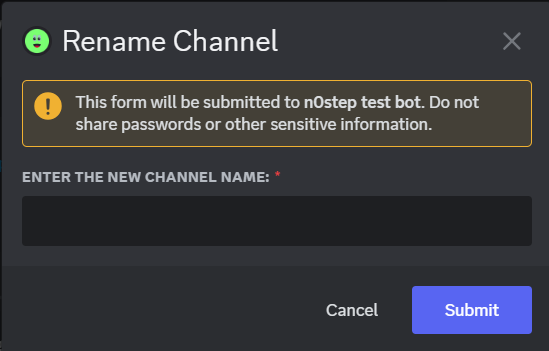 Rename Channel
This form will be submitted to n0step test bot. Do not
share passwords or other sensitive information.
ENTER THE NEW CHANNEL NAME: *
Cancel
Submit